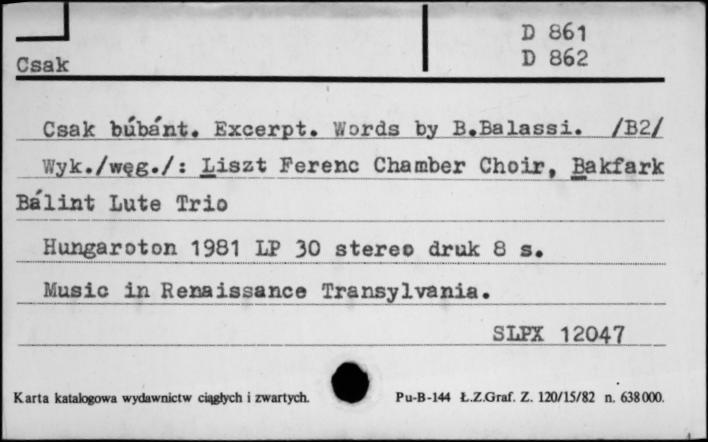 D 861
D 862
Csak
Csak búbánt. Excerpt. Words by B.Balassi. /B2/
Wyk./węg./: Liszt Ferenc Chamber Choir, Bakfark
Bálint Lute Trio
Hungaroton 1981 LP 30 stereo druk 8 s.
Music in Renaissance Transylvania.
SLPX 12047
Karta katalogowa wydawnictw ciągłych i zwartych.
Pu-B-144 Ł.Z.Graf. Z. 120/15/82 n. 638000.